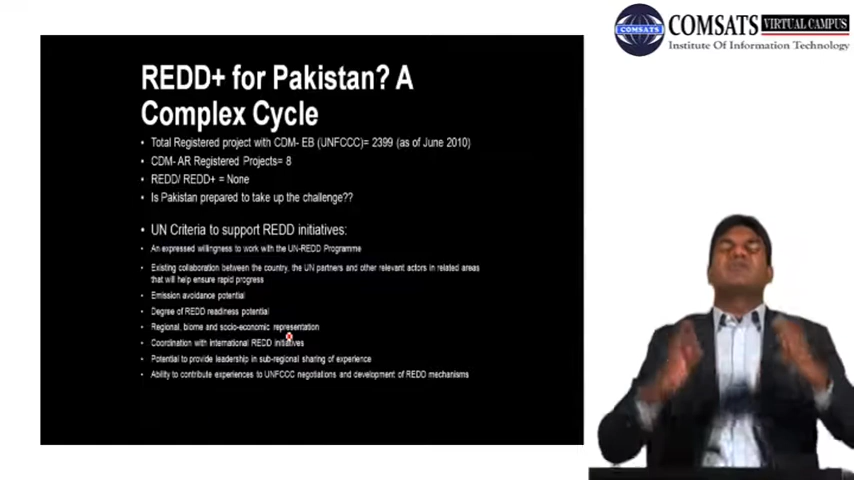 COMSATS VIRTUAL CAMPUS
Institute Of Information Technology
COMSATS
REDD+ for Pakistan? A
Complex Cycle
• Total Registered project with CDM- EB (UNFCCC)= 2399 (as of June 2010)
• CDM- AR Registered Projects= 8
• REDD/ REDD+ = None
• Is Pakistan prepared to take up the challenge??
• UN Criteria to support REDD initiatives:
• An expressed willingness to work with the UN-REDD Programme
• Existing collaboration between the country, the UN partners and other relevant actors in related areas
that will help ensure rapid progress
• Emission avoidance potential
• Degree of REDD readiness potential
• Regional, biome and socio-economic representation
• Coordination with international REDD initiatives
• Potential to provide leadership in sub-regional sharing of experience
• Ability to contribute experiences to UNFCCC negotiations and development of REDD mechanisms